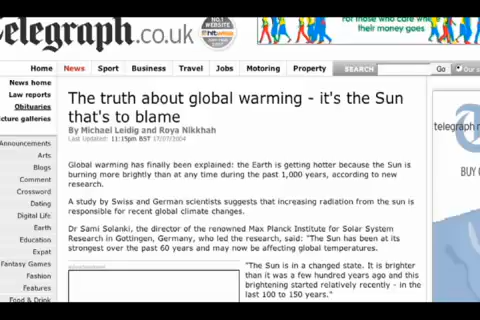 Telegraph.co.uk
NO.1
WEBSITE
hitwise
For those who care where
their money goes
Home News Sport Business Travel Jobs Motoring Property SEARCH Go Our s
News home
Law reports
Obituaries
icture galleries
Announcements
Arts
Blogs
Comment
Crossword
Dating
Digital Life
Earth
Education
Expat
Fantasy Games
Fashion
Features
Food & Drink
The truth about global warming - it's the Sun
that's to blame
By Michael Leidig and Roya Nikkhah
Last Updated: 11:15pm BST 17/07/2004
Global warming has finally been explained: the Earth is getting hotter because the Sun is
burning more brightly than at any time during the past 1,000 years, according to new
research.
A study by Swiss and German scientists suggests that increasing radiation from the sun is
responsible for recent global climate changes.
Dr Sami Solanki, the director of the renowned Max Planck Institute for Solar System
Research in Gottingen, Germany, who led the research, said: "The Sun has been at its
strongest over the past 60 years and may now be affecting global temperatures.
Advertisement
"The Sun is in a changed state. It is brighter
than it was a few hundred years ago and this
brightening started relatively recently - in the
last 100 to 150 years."
telegraph m
BUY O